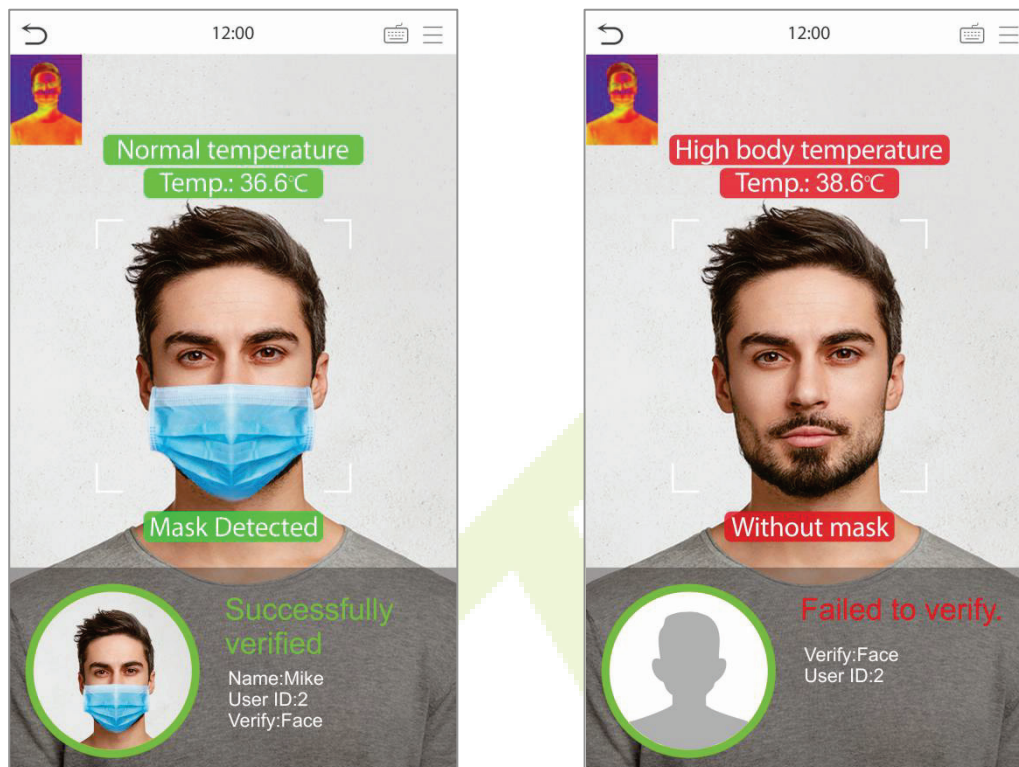 12:00
Normal temperature
Temp.: 36.6℃
Mask Detected
Successfully
verified
Name:Mike
User ID:2
Verify:Face
12:00
High body temperature
Temp.: 38.6℃
Without mask
Failed to verify.
Verify:Face
User ID:2